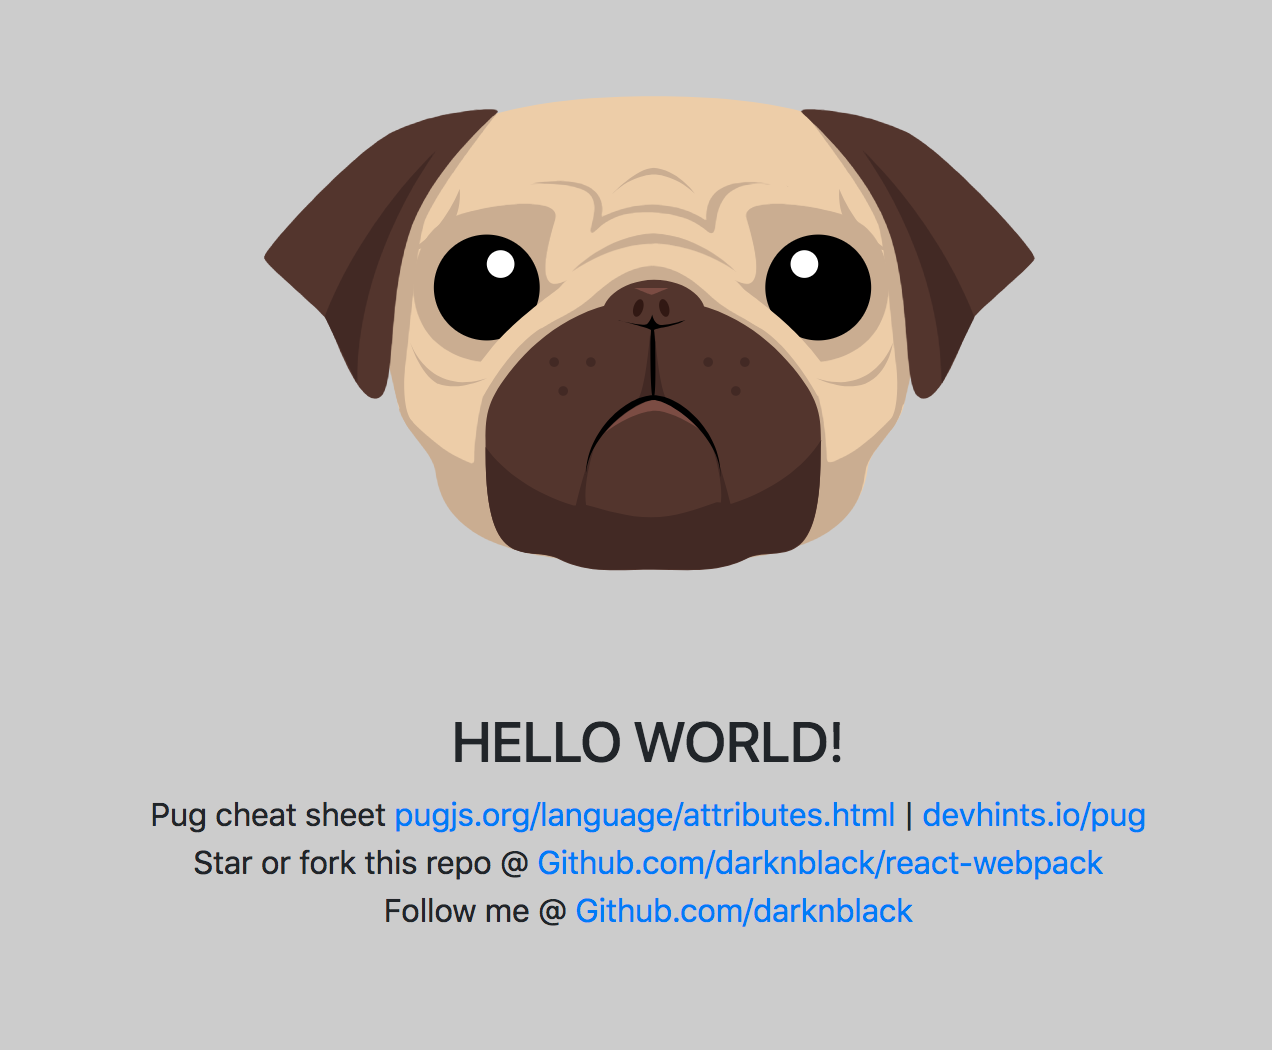 HELLO WORLD!
Pug cheat sheet pugjs.org/language/attributes.html | devhints.io/pug
Star or fork this repo @ Github.com/darknblack/react-webpack
Follow me @ Github.com/darknblack